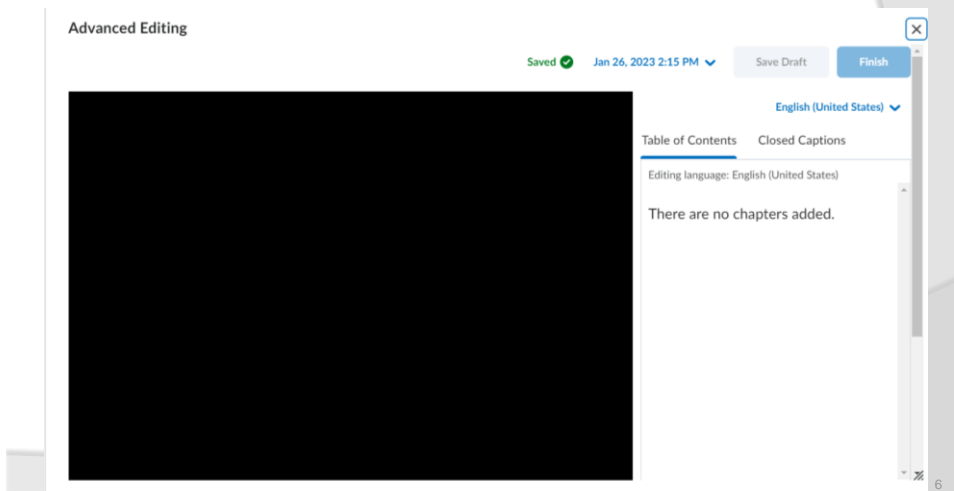 Advanced Editing
Saved Jan 26, 2023 2:15 PM Save Draft Finish
English (United States)
Table of Contents Closed Captions
Editing language: English (United States)
There are no chapters added.
6